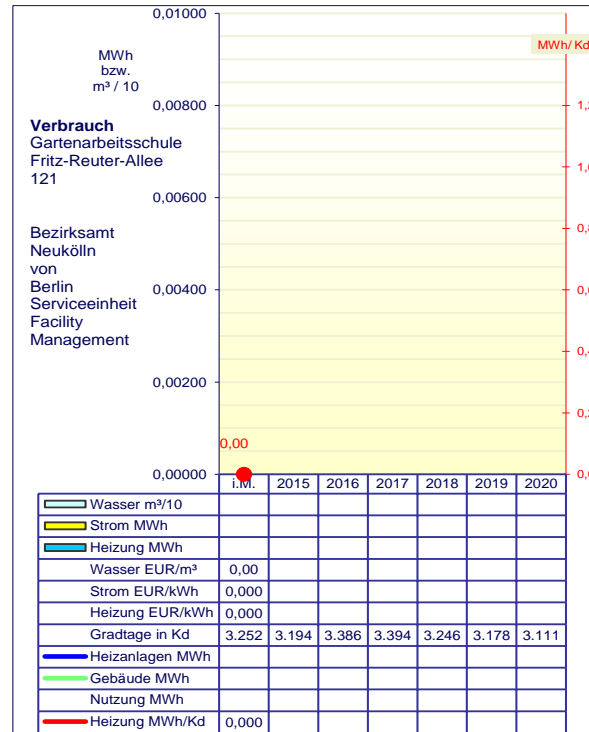 MWh
bzw.
m³ / 10
Verbrauch
Gartenarbeitsschule
Fritz-Reuter-Allee
121
Bezirksamt
Neukölln
von
Berlin
Serviceeinheit
Facility
Management
0,01000
0,00800
0,00600
0,00400
0,00200
0,00000
MWh/ Kd
0,00
i.M. 2015 2016 2017 2018 2019 2020
Wasser m³/10
Strom MWh
Heizung MWh
Wasser EUR/m³ 0,00
Strom EUR/kWh 0,000
Heizung EUR/kWh 0,000
Gradtage in Kd 3.252 3.194 3.386 3.394 3.246 3.178 3.111
Heizanlagen MWh
Gebäude MWh
Nutzung MWh
Heizung MWh/Kd 0,000